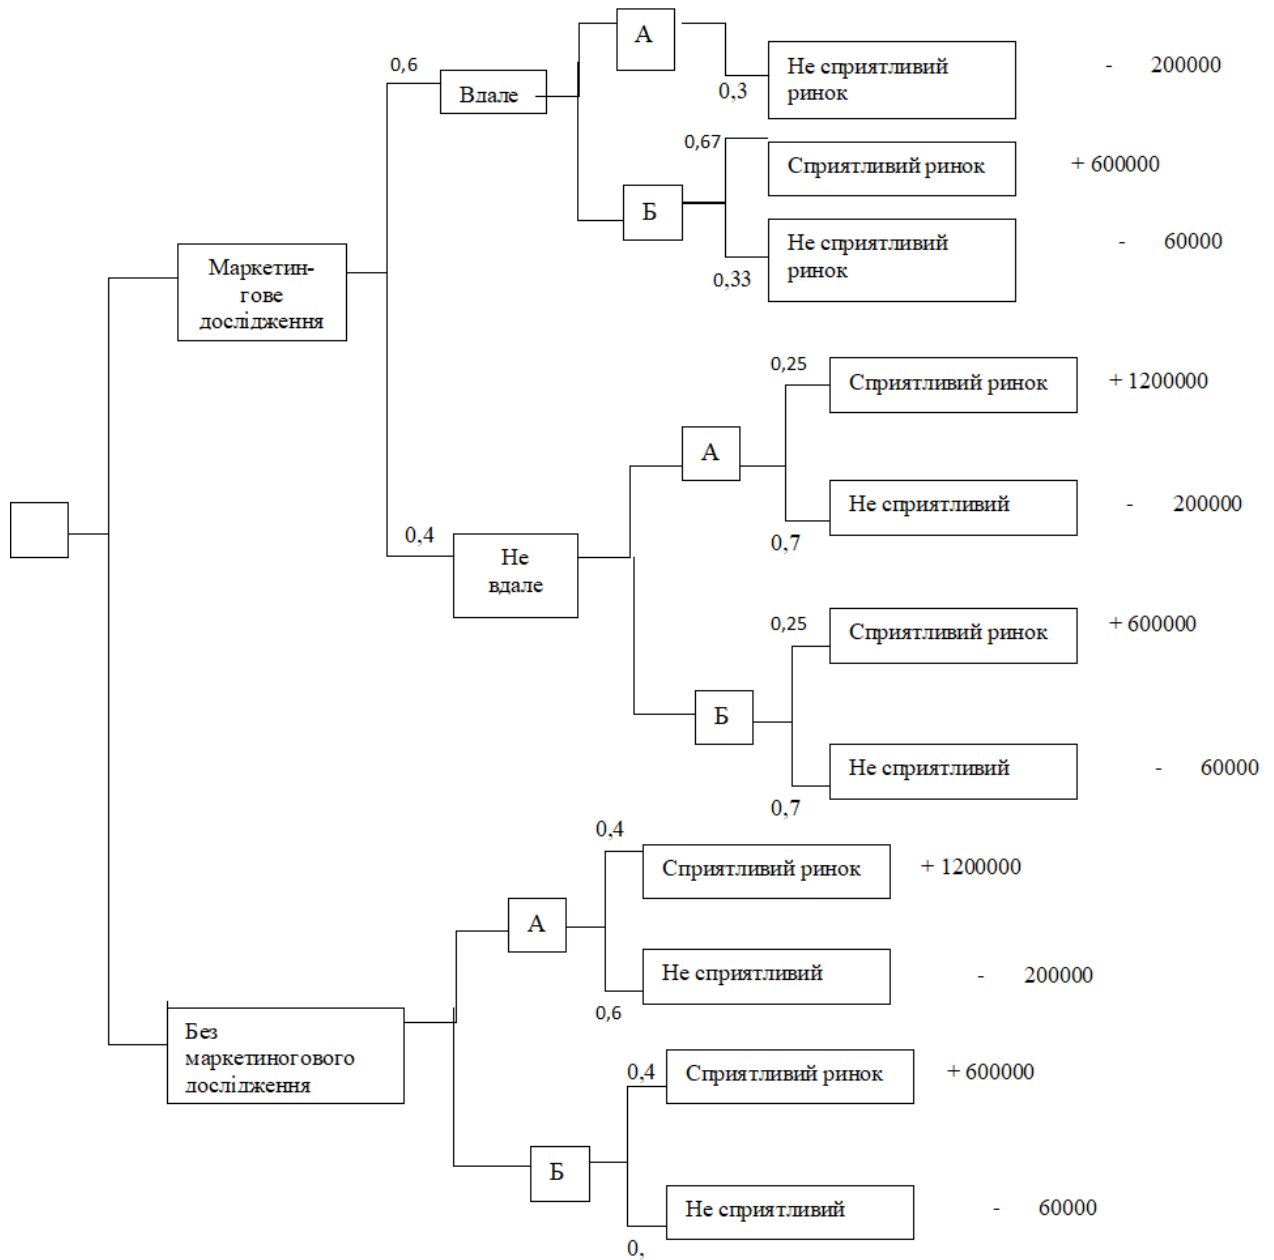 А
0,6
Вдале
Не сприятливий
ринок
- 200000
0,3
0,67
Сприятливий ринок
+ 600000
Б
Не сприятливий
ринок
- 60000
0,33
Маркетин-
гове
дослідження
0,25
Сприятливий ринок
+ 1200000
А
Не сприятливий
- 200000
0,7
0,4
Не
вдале
0,25
Сприятливий ринок
+ 600000
Б
Не сприятливий
- 60000
0,7
0,4
Сприятливий ринок
+ 1200000
А
Не сприятливий
- 200000
0,6
Без
маркетиногового
дослідження
0,4
Сприятливий ринок
+ 600000
Б
Не сприятливий
- 60000
0,